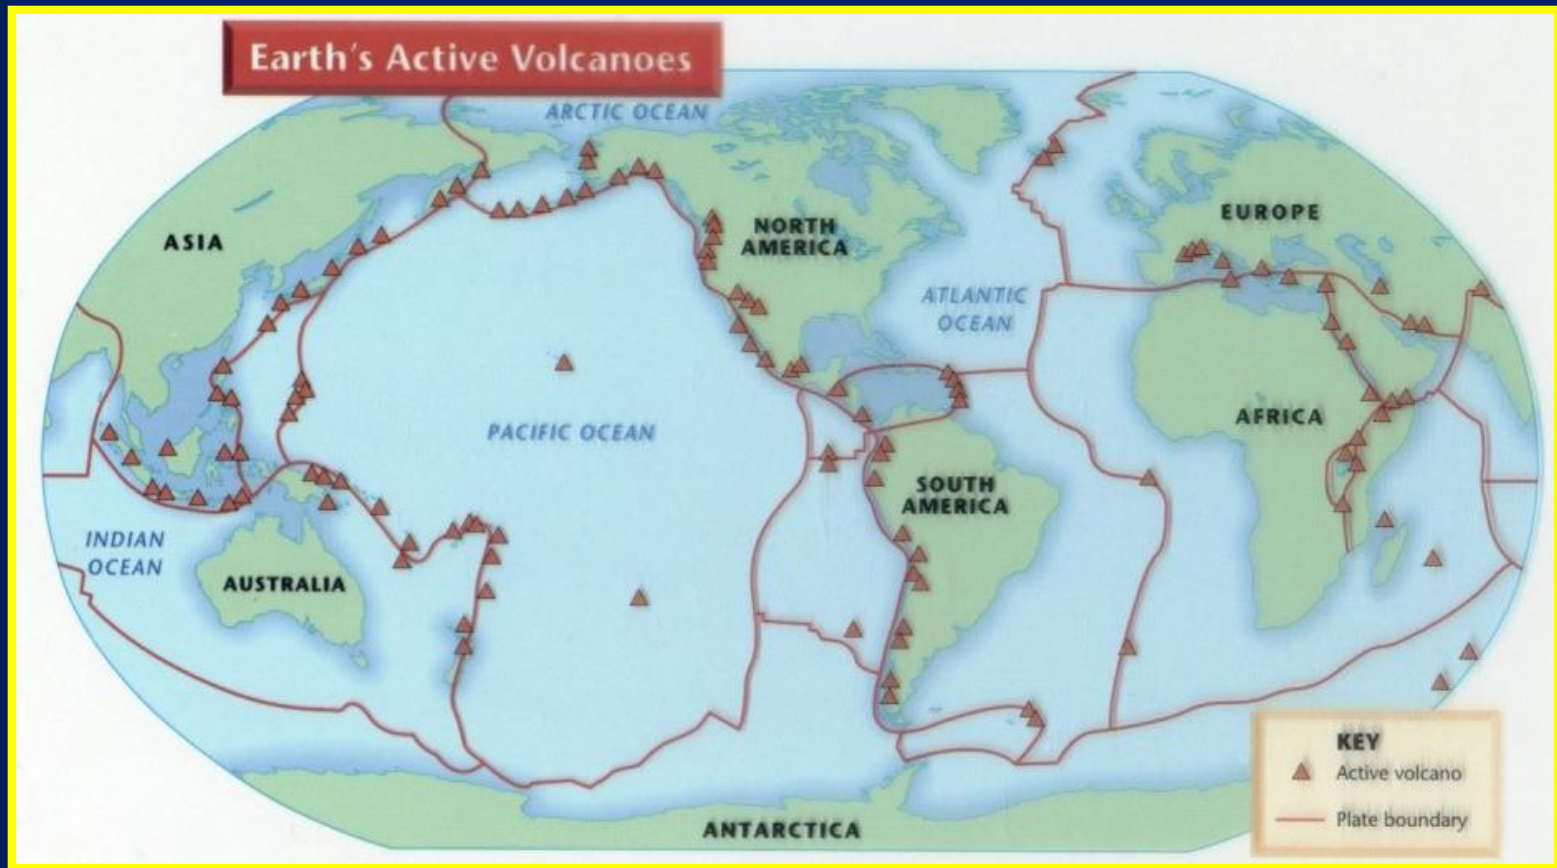 Earth's Active Volcanoes
ARCTIC OCEAN
ASIA
NORTH
AMERICA
EUROPE
ATLANTIC
OCEAN
PACIFIC OCEAN
AFRICA
SOUTH
AMERICA
INDIAN
OCEAN
AUSTRALIA
ANTARCTICA
KEY
Active volcano
Plate boundary